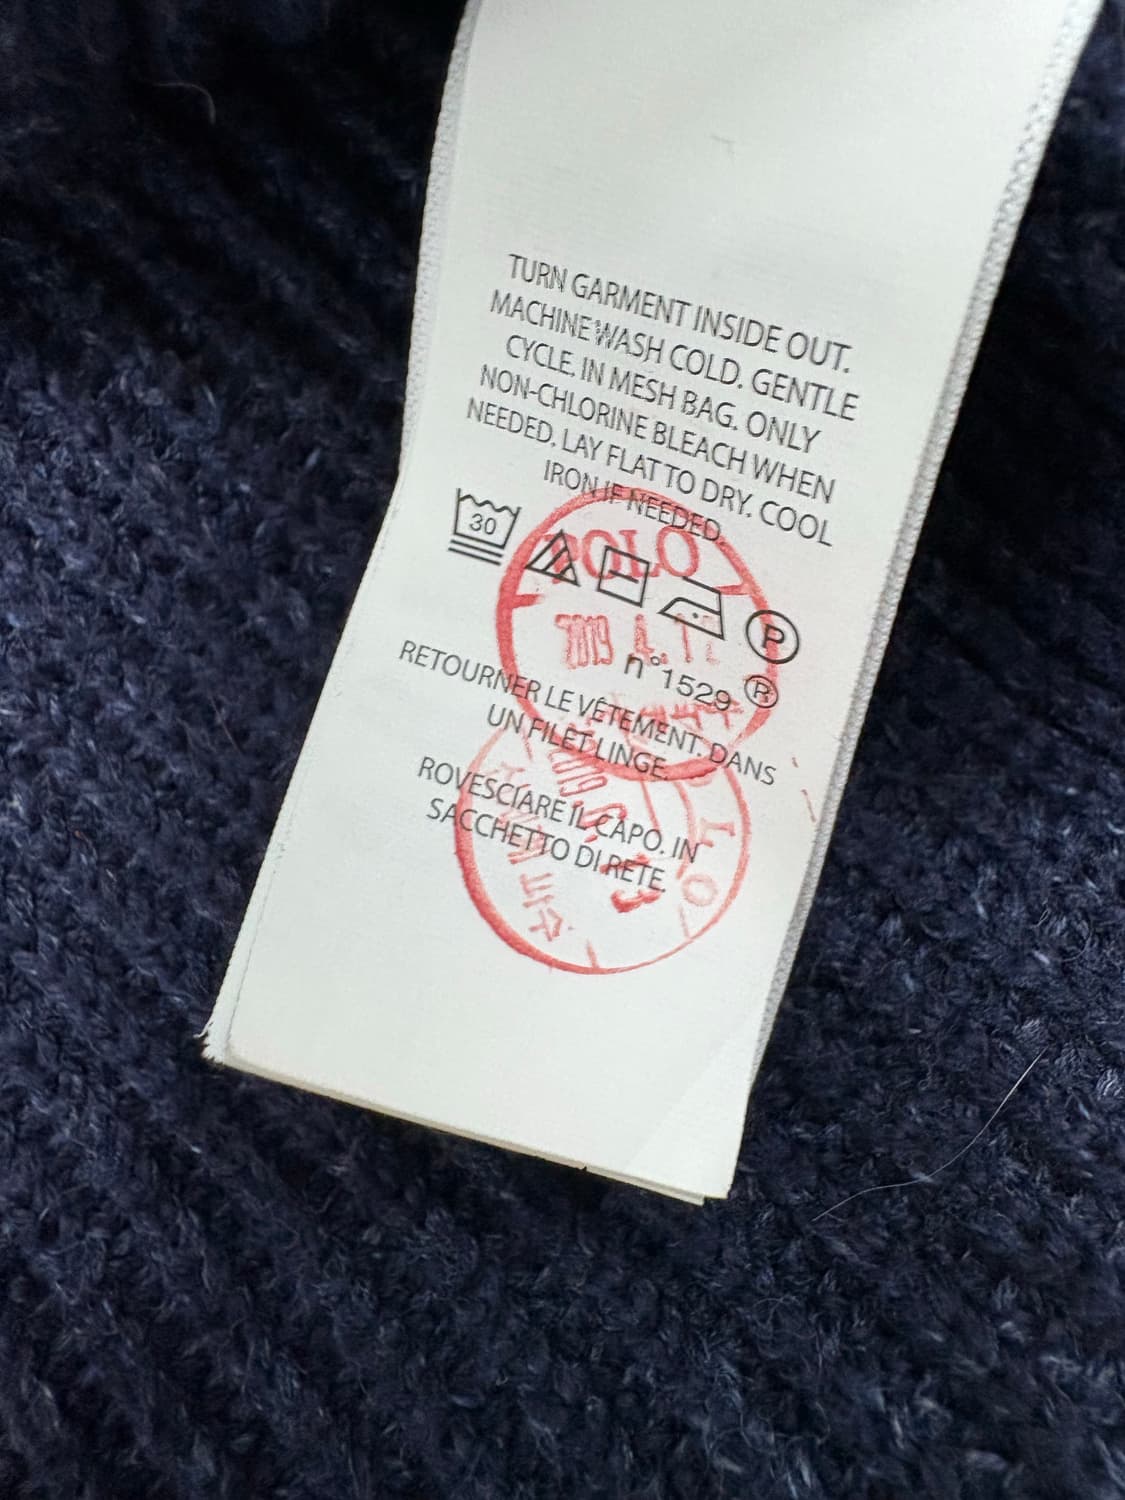 TURN GARMENT INSIDE OUT.
MACHINE WASH COLD. GENTLE
CYCLE. IN MESH BAG. ONLY
NON-CHLORINE BLEACH WHEN
NEEDED. LAY FLAT TO DRY. COOL
IRON IF NEEDED.
30
P
POLO
2019
n° 1529 ®
RETOURNER LE VÊTEMENT. DANS
UN FILET LINGE.
ROVESCIARE IL CAPO. IN
SACCHETTO DI RETE.